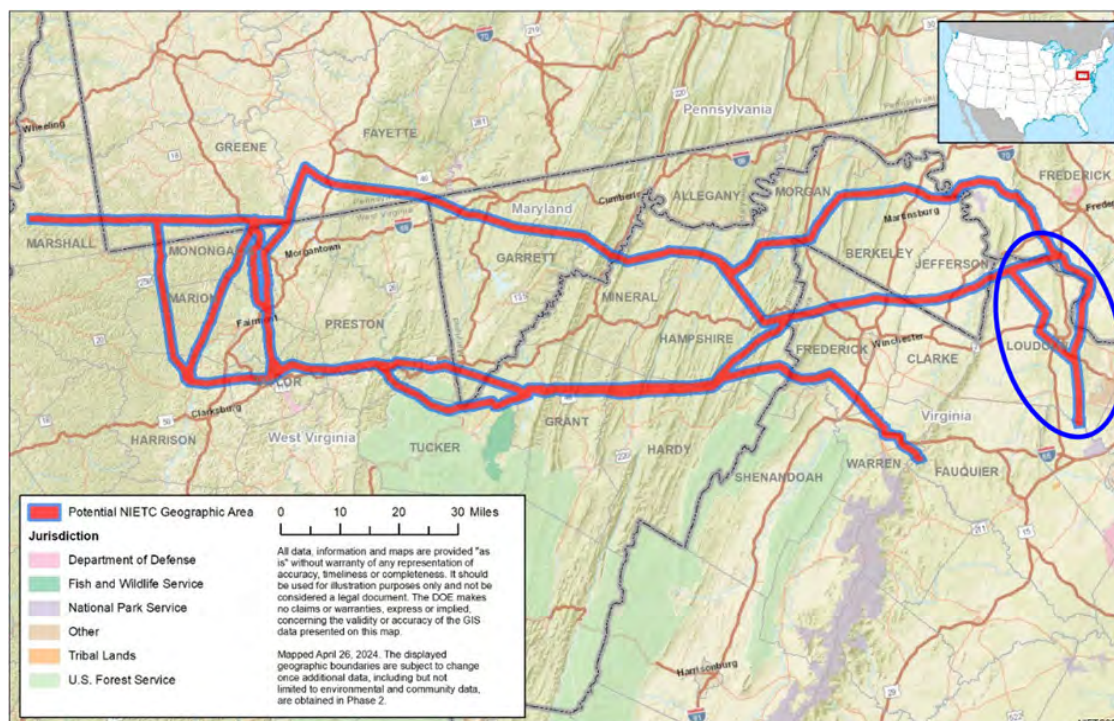 Pennsylvania
Wheeling
FAYETTE
GREENE
ALLEGANY
MORGAN
FREDERICK
Pennsylvania
West Virginia
Maryland
Martinsburg
MARSHALL
MONONGA
Morgantown
GARRETT
BERKELEY
JEFFERSON
MARION
MINERAL
Fairmont
PRESTON
HAMPSHIRE
FREDERICK
Winchester
CLARKE
LOUDOUN
Clarksburg
HARRISON
West Virginia
TUCKER
GRANT
HARDY
Virginia
SHENANDOAH
WARREN
FAUQUIER
Harrisonburg
Potential NIETC Geographic Area
Jurisdiction
Department of Defense
Fish and Wildlife Service
National Park Service
Other
Tribal Lands
U.S. Forest Service
0 10 20 30 Miles
All data, information and maps are provided "as
is" without warranty of any representation of
accuracy, timeliness or completeness. It should
be used for illustration purposes only and not be
considered a legal document. The DOE makes
no claims or warranties, express or implied,
concerning the validity or accuracy of the GIS
data presented on this map.
Mapped April 26, 2024. The displayed
geographic boundaries are subject to change
once additional data, including but not
limited to environmental and community data,
are obtained in Phase 2.